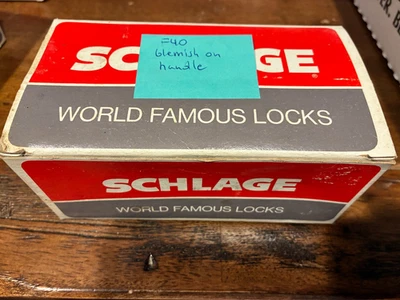 F40
blemish on
handle
SCHLAGE
WORLD FAMOUS LOCKS
SCHLAGE
WORLD FAMOUS LOCKS